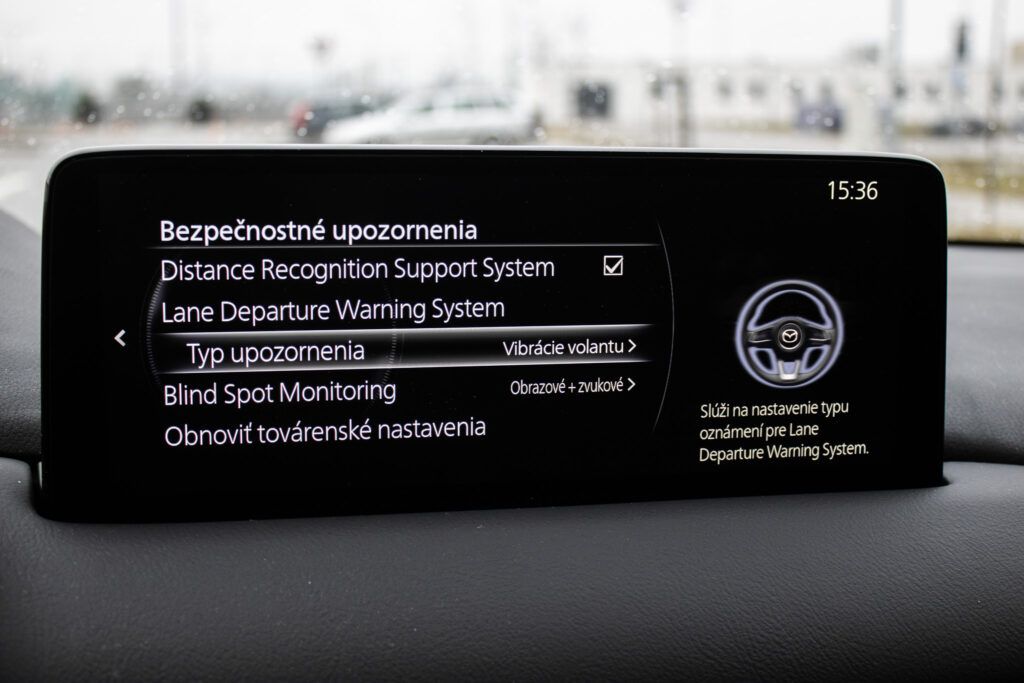 15:36
Bezpečnostné upozornenia
Distance Recognition Support System
Lane Departure Warning System
Typ upozornenia Vibrácie volantu
Blind Spot Monitoring Obrazové + zvukové
Obnoviť továrenské nastavenia
Slúži na nastavenie typu
oznámení pre Lane
Departure Warning System.